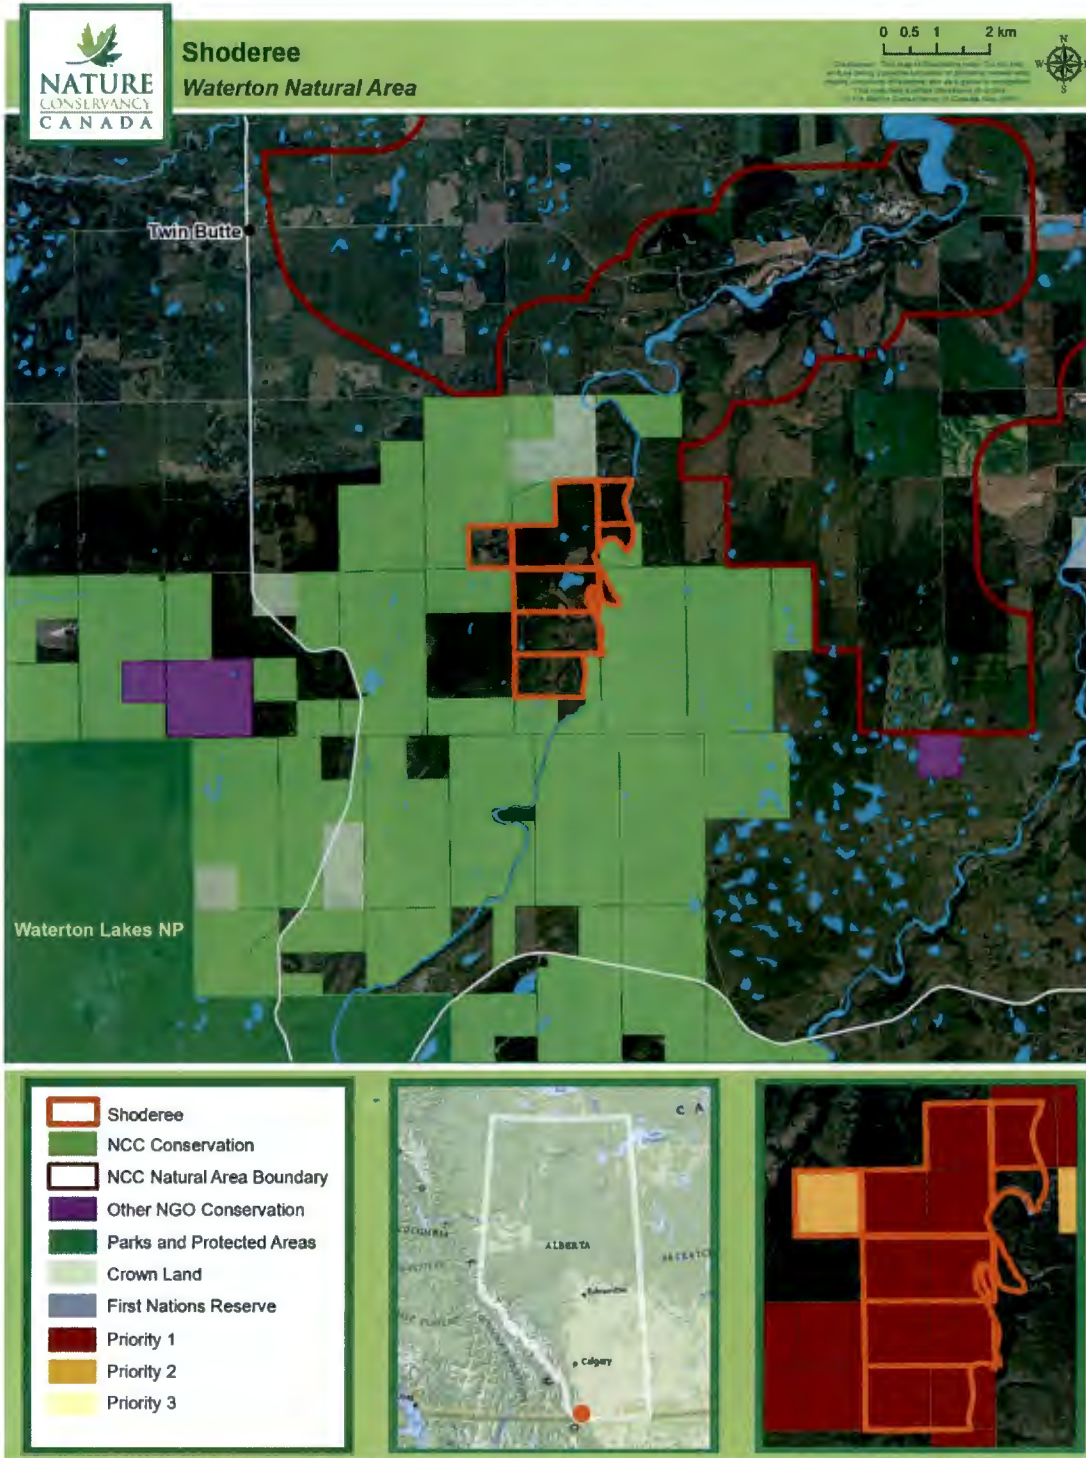 NATURE
CONSERVANCY
CANADA
Shoderee
Waterton Natural Area
0 0.5 1 2 km
N
W
S
Twin Butte
Waterton Lakes NP
Shoderee
NCC Conservation
NCC Natural Area Boundary
Other NGO Conservation
Parks and Protected Areas
Crown Land
First Nations Reserve
Priority 1
Priority 2
Priority 3
C A
COLUMBIA
ALBERTA
Edmonton
Calgary